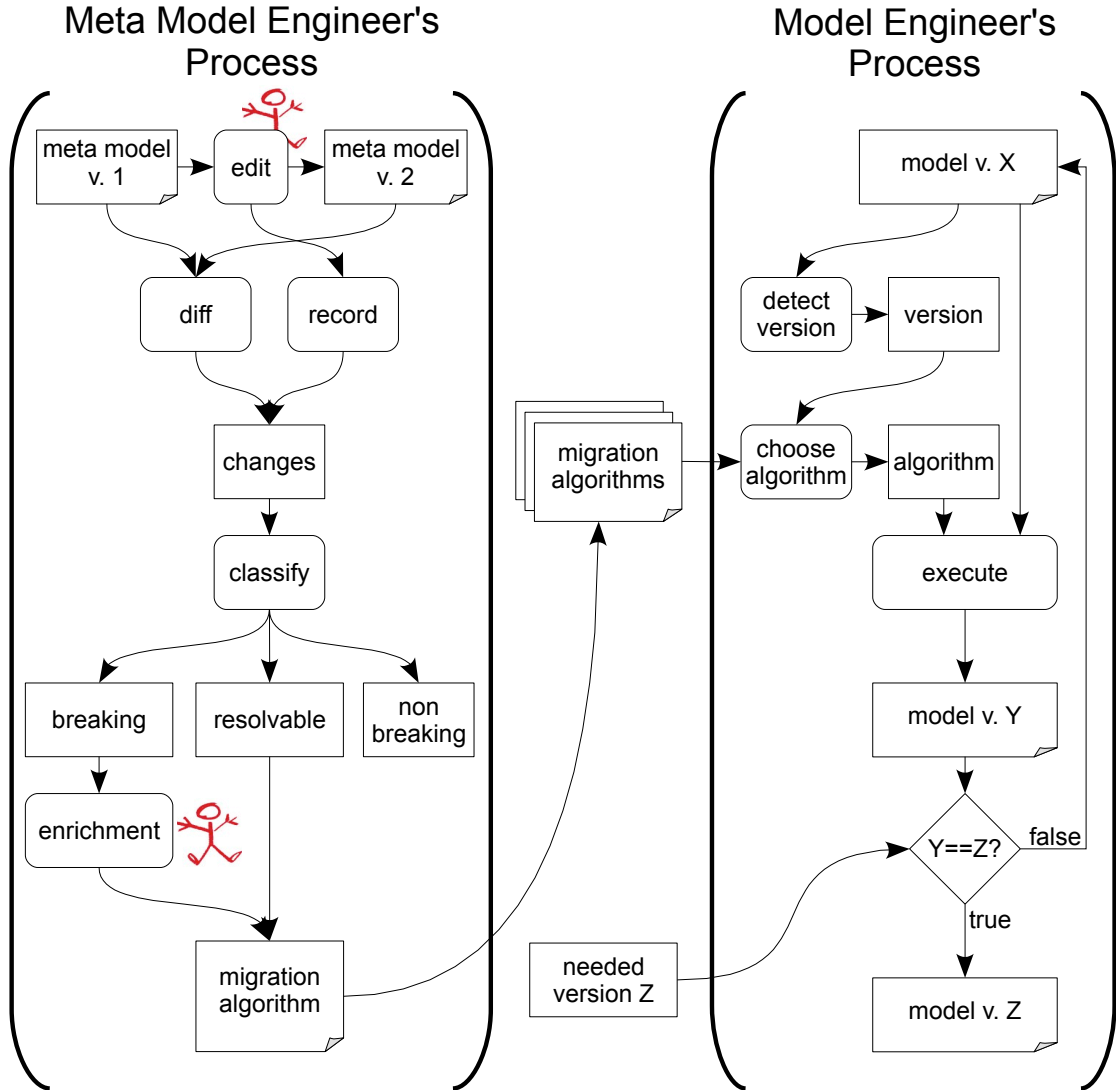 Meta Model Engineer's
Process
meta model
v. 1
edit
meta model
v. 2
diff
record
changes
classify
breaking
resolvable
non
breaking
enrichment
migration
algorithm
migration
algorithms
needed
version Z
Model Engineer's
Process
model v. X
detect
version
version
choose
algorithm
algorithm
execute
model v. Y
Y==Z?
false
true
model v. Z